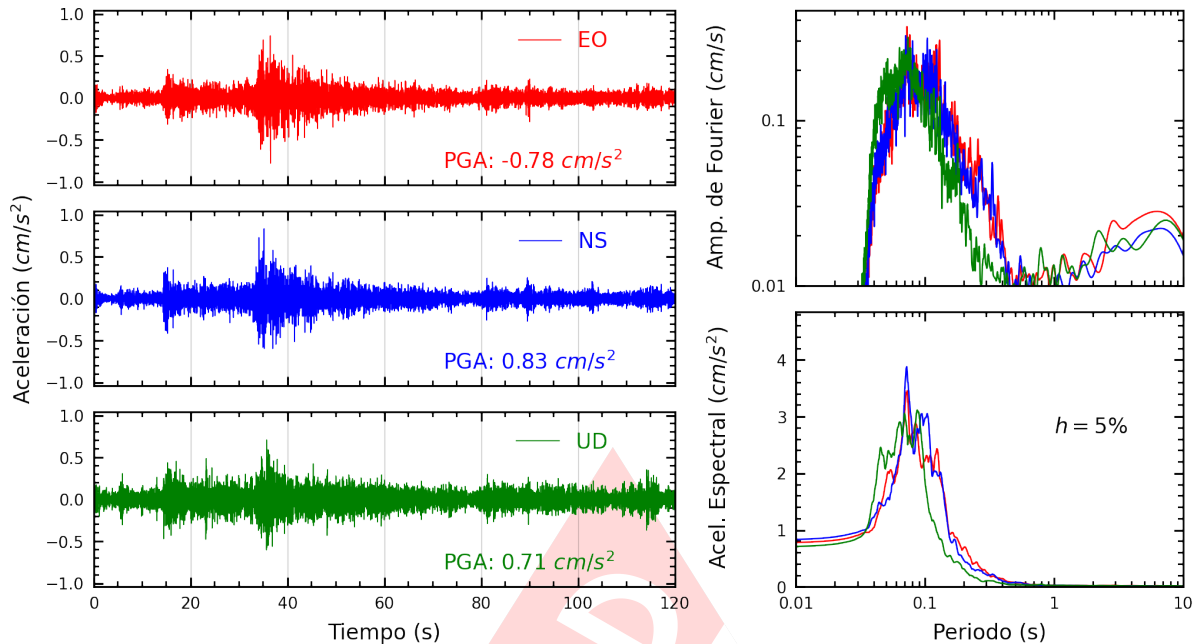 Aceleración (cm/s²)
1.0
0.5
0.0
−0.5
−1.0
EO
PGA: -0.78 cm/s²
1.0
0.5
0.0
−0.5
−1.0
NS
PGA: 0.83 cm/s²
1.0
0.5
0.0
−0.5
−1.0
UD
PGA: 0.71 cm/s²
0 20 40 60 80 100 120
Tiempo (s)
Amp. de Fourier (cm/s)
0.1
0.01
Acel. Espectral (cm/s²)
4
3
2
1
0
h = 5%
0.01 0.1 1 10
Periodo (s)